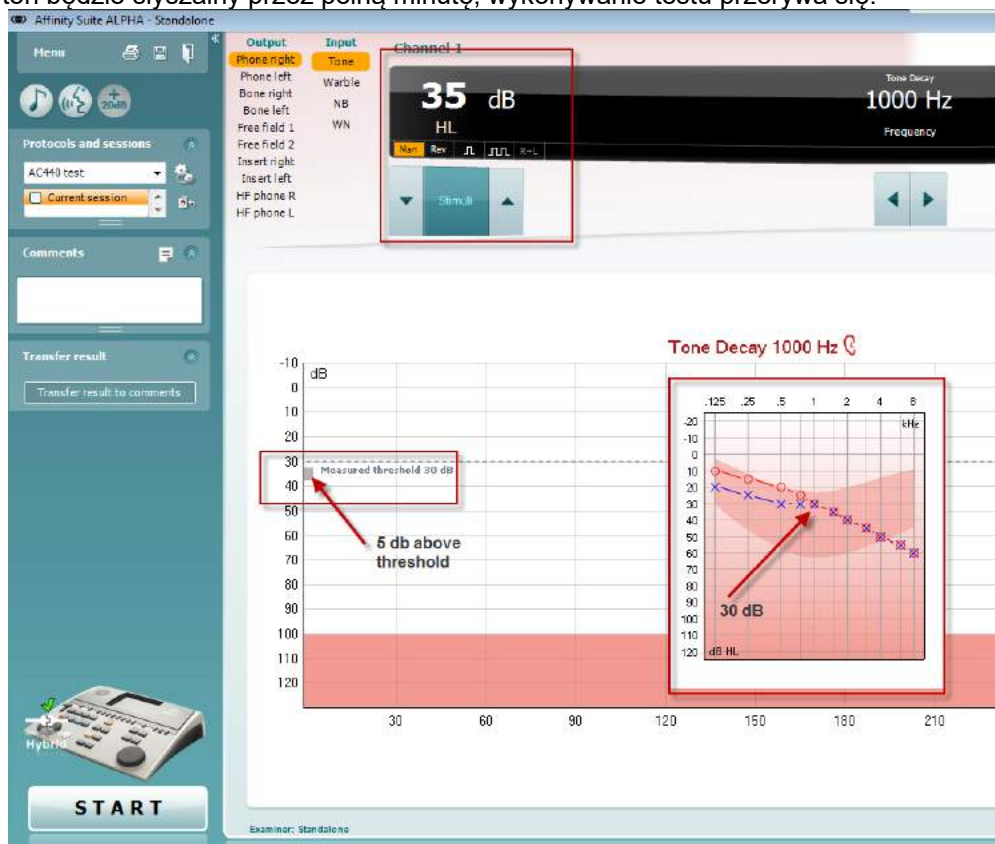 ton będzie słyszalny przez pełną minutę, wykonywanie testu przerywa się.
Affinity Suite ALPHA - Standalone
Menu
+
20dB
Protocols and sessions
AC440 test
Current session
Comments
Transfer result
Transfer result to comments
Hybrid
START
Output
Phone right
Phone left
Bone right
Bone left
Free field 1
Free field 2
Insert right
Insert left
HF phone R
HF phone L
Input
Tone
Warble
NB
WN
Channel 1
35 dB
HL
Man Rev R+L
Stimuli
Tone Decay
1000 Hz
Frequency
Tone Decay 1000 Hz
-10
dB
0
10
20
30
Measured threshold 30 dB
40
50
60
70
80
90
100
110
120
5 db above
threshold
30 60 90 120 150 180 210
.125 .25 .5 1 2 4 8
kHz
-20
-10
0
10
20
30
40
50
60
70
80
90
100
110
120
dB HL
30 dB
Examiner: Standalone